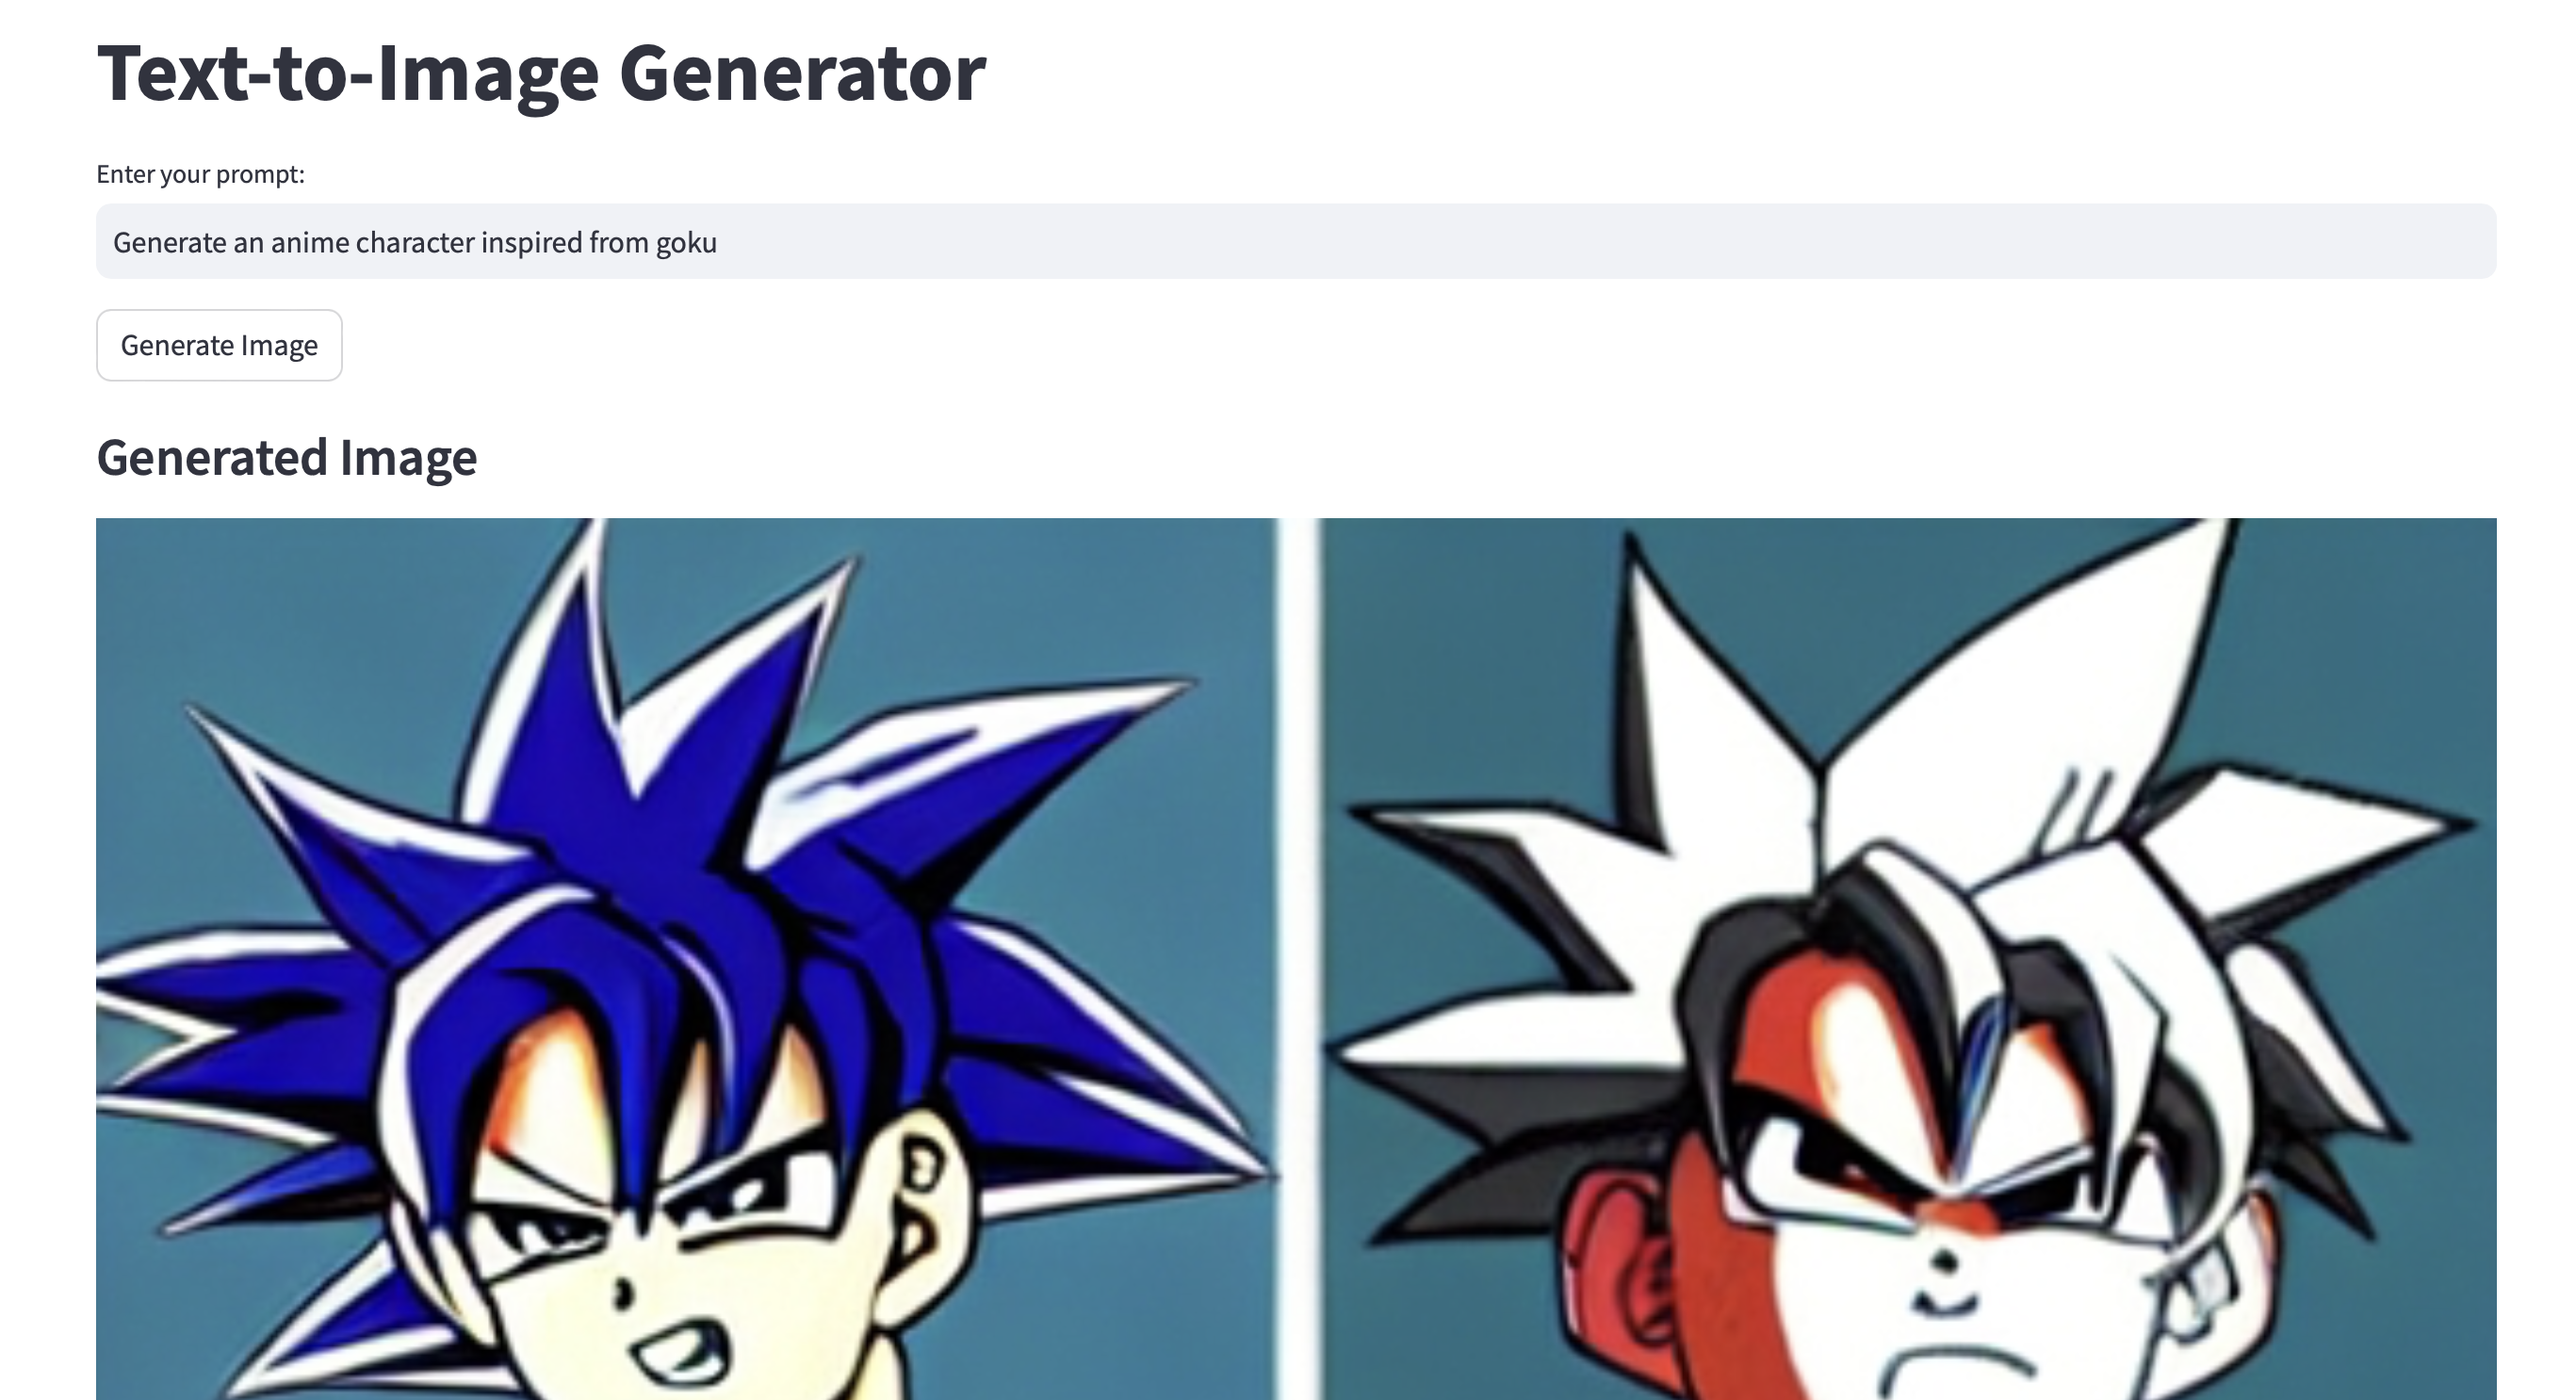 Text-to-Image Generator
Enter your prompt:
Generate an anime character inspired from goku
Generate Image
Generated Image